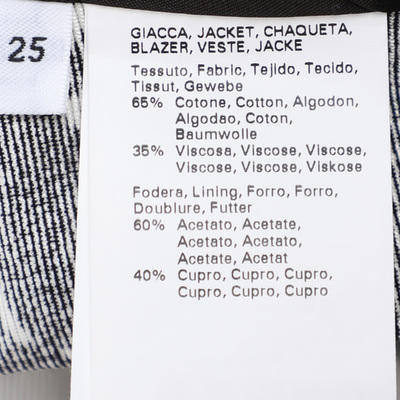 25
GIACCA, JACKET, CHAQUETA,
BLAZER, VESTE, JACKE
Tessuto, Fabric, Tejido, Tecido,
Tissut, Gewebe
65% Cotone, Cotton, Algodon,
Algodao, Coton,
Baumwolle
35% Viscosa, Viscose, Viscose,
Viscose, Viscose, Viskose
Fodera, Lining, Forro, Forro,
Doublure, Futter
60% Acetato, Acetate,
Acetato, Acetato,
Acetate, Acetat
40% Cupro, Cupro, Cupro,
Cupro, Cupro, Cupro